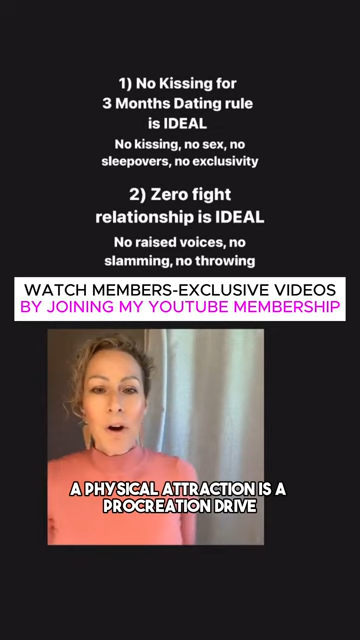 1) No Kissing for
3 Months Dating rule
is IDEAL
No kissing, no sex, no
sleepovers, no exclusivity
2) Zero fight
relationship is IDEAL
No raised voices, no
slamming, no throwing
WATCH MEMBERS-EXCLUSIVE VIDEOS
BY JOINING MY YOUTUBE MEMBERSHIP
A PHYSICAL ATTRACTION IS A
PROCREATION DRIVE